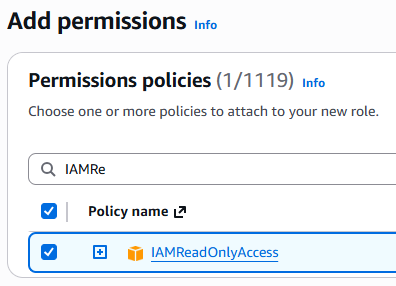 Add permissions Info
Permissions policies (1/1119) Info
Choose one or more policies to attach to your new role.
IAMRe
Policy name
IAMReadOnlyAccess